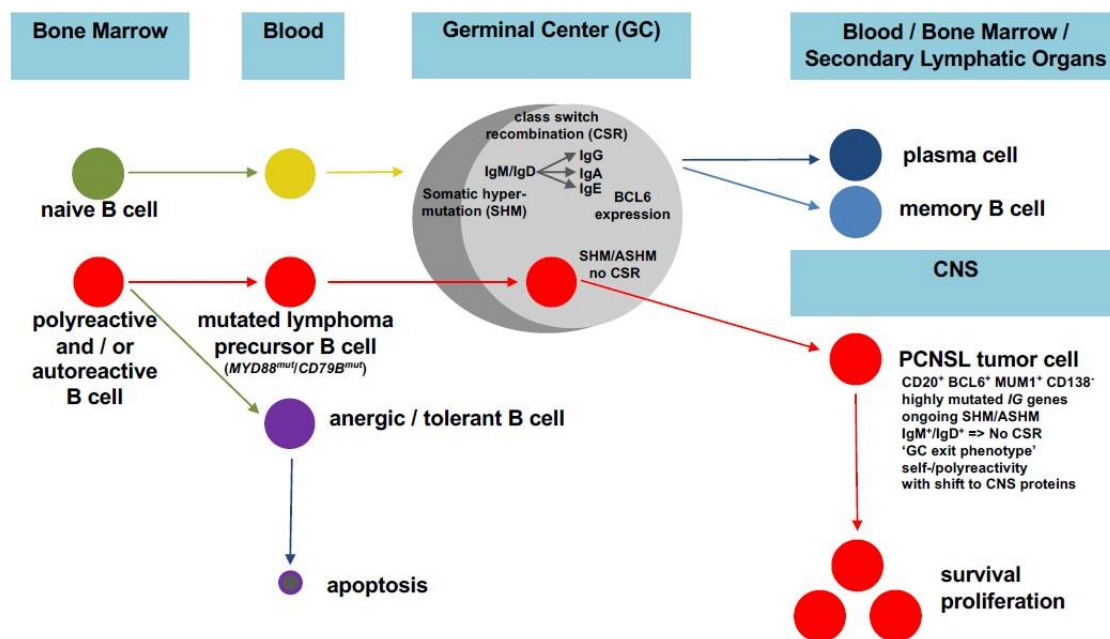 Bone Marrow
Blood
Germinal Center (GC)
Blood / Bone Marrow /
Secondary Lymphatic Organs
naive B cell
class switch
recombination (CSR)
IgM/IgD
IgG
IgA
IgE
Somatic hyper-
mutation (SHM)
BCL6
expression
plasma cell
memory B cell
polyreactive
and / or
autoreactive
B cell
mutated lymphoma
precursor B cell
(MYD88mut/CD79Bmut)
SHM/ASHM
no CSR
CNS
PCNSL tumor cell
CD20+ BCL6+ MUM1+ CD138-
highly mutated IG genes
ongoing SHM/ASHM
IgM+/IgD+ => No CSR
‘GC exit phenotype’
self-/polyreactivity
with shift to CNS proteins
anergic / tolerant B cell
apoptosis
survival
proliferation